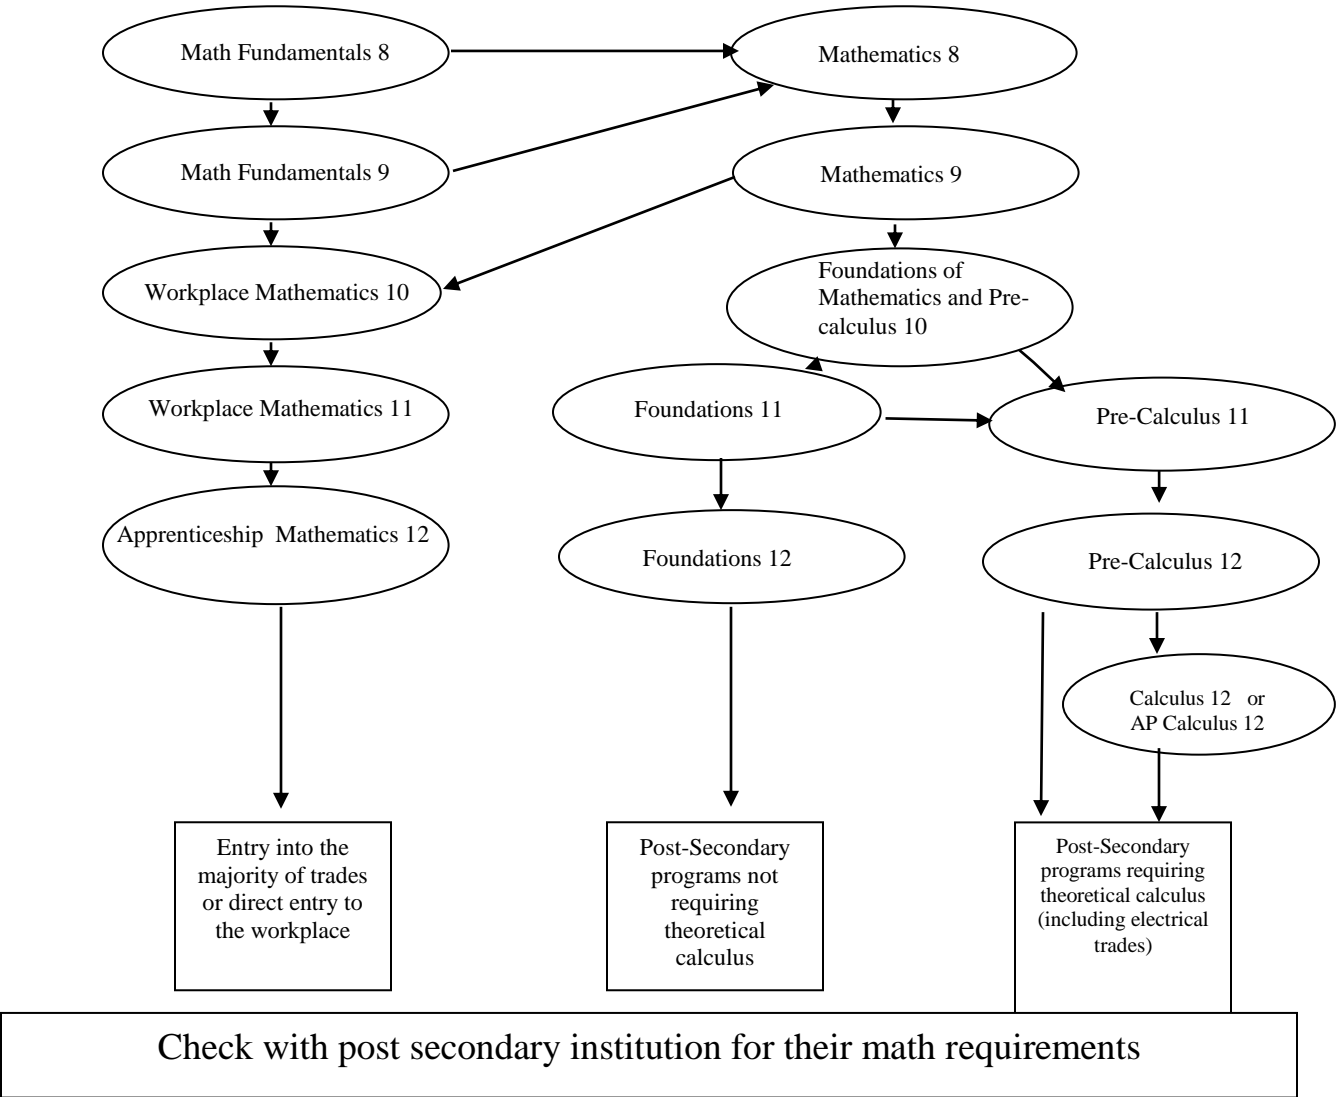 Math Fundamentals 8
Mathematics 8
Math Fundamentals 9
Mathematics 9
Workplace Mathematics 10
Foundations of
Mathematics and Pre-
calculus 10
Workplace Mathematics 11
Foundations 11
Pre-Calculus 11
Apprenticeship Mathematics 12
Foundations 12
Pre-Calculus 12
Calculus 12 or
AP Calculus 12
Entry into the
majority of trades
or direct entry to
the workplace
Post-Secondary
programs not
requiring
theoretical
calculus
Post-Secondary
programs requiring
theoretical calculus
(including electrical
trades)
Check with post secondary institution for their math requirements